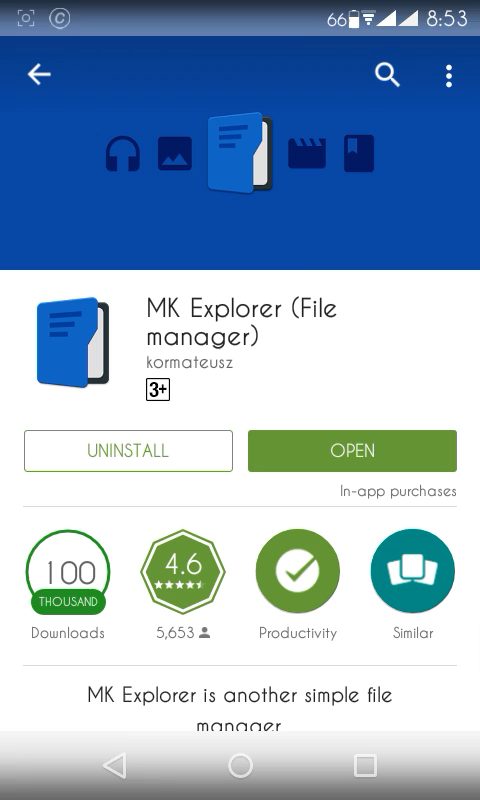 66 8:53
MK Explorer (File
manager)
kormateusz
3+
UNINSTALL OPEN
In-app purchases
100 4.6
THOUSAND
Downloads 5,653 Productivity Similar
MK Explorer is another simple file
manager